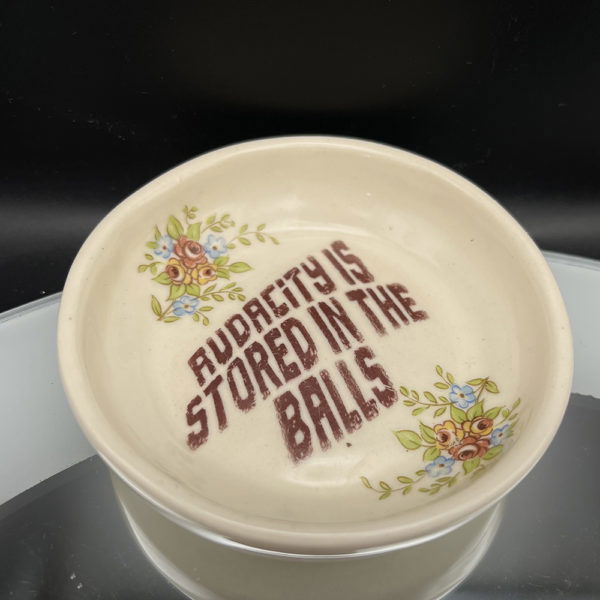 AUDACITY IS
STORED IN THE
BALLS